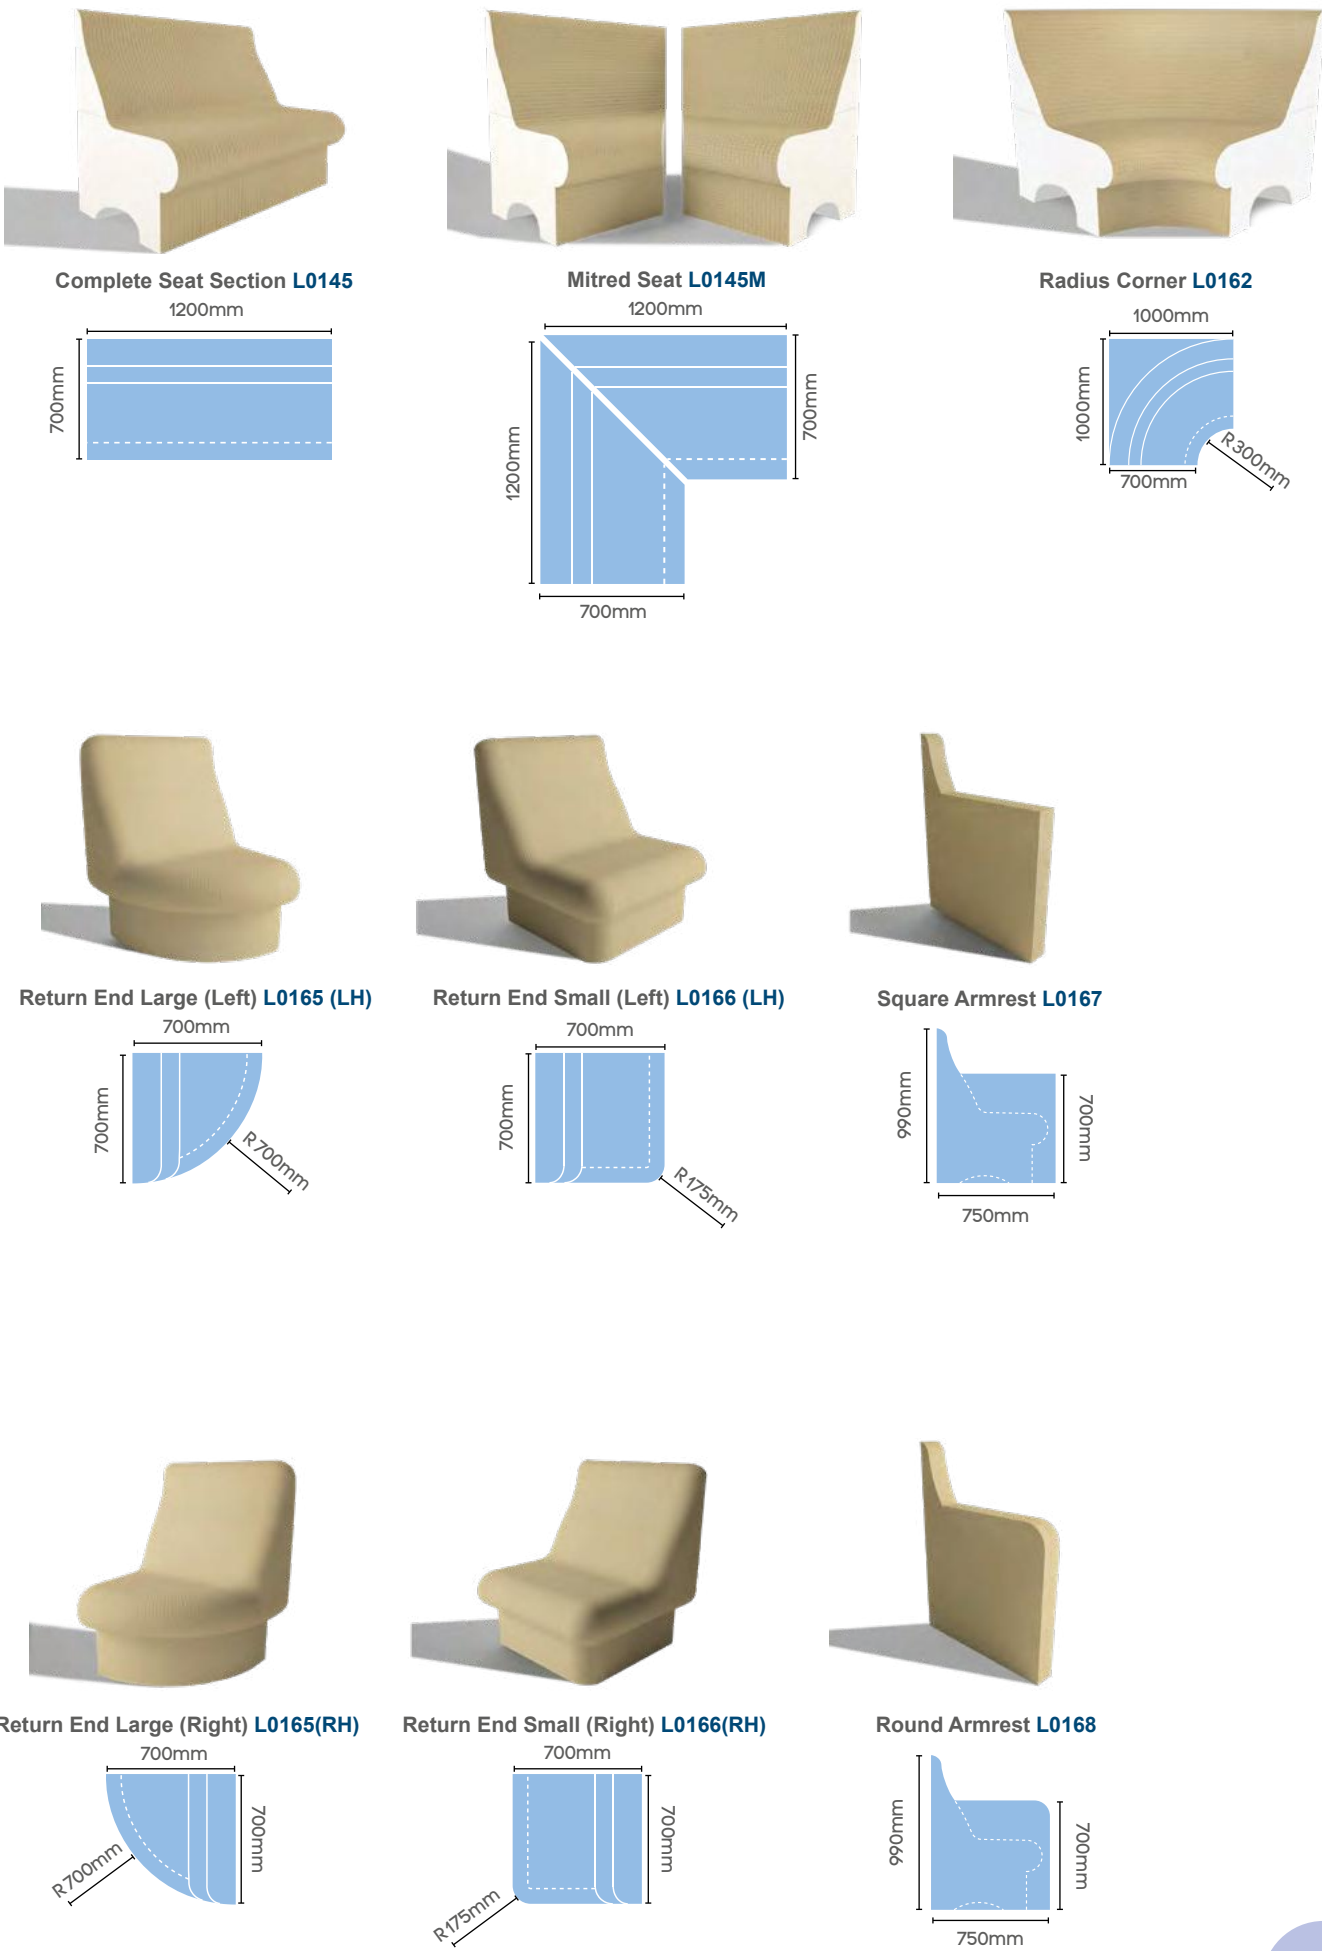 Complete Seat Section L0145
1200mm
700mm
Mitred Seat L0145M
1200mm
1200mm
700mm
700mm
Radius Corner L0162
1000mm
1000mm
700mm
R300mm
Return End Large (Left) L0165 (LH)
700mm
700mm
R700mm
Return End Small (Left) L0166 (LH)
700mm
700mm
R175mm
Square Armrest L0167
990mm
700mm
750mm
Return End Large (Right) L0165(RH)
700mm
700mm
R700mm
Return End Small (Right) L0166(RH)
700mm
700mm
R175mm
Round Armrest L0168
990mm
700mm
750mm